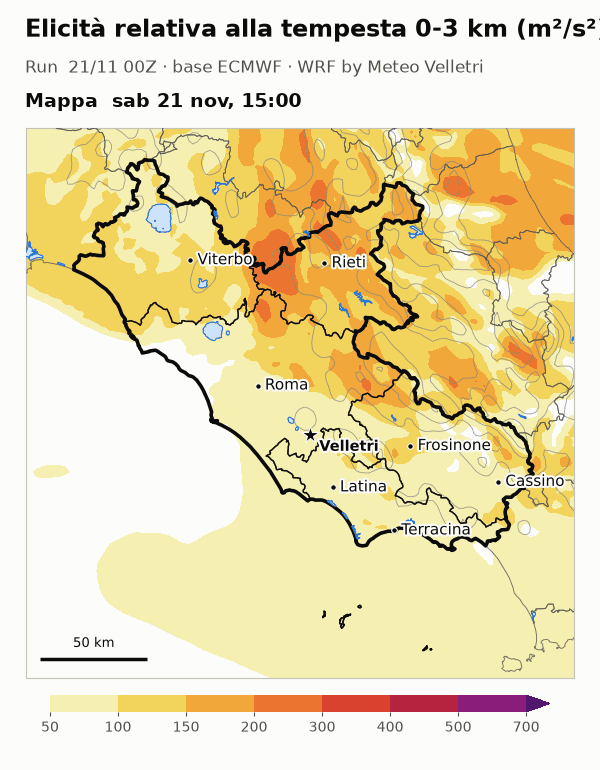 Elicità relativa alla tempesta 0-3 km (m²/s²)
Run  21/11 00Z · base ECMWF · WRF by Meteo Velletri
Mappa  sab 21 nov, 15:00
Viterbo
Rieti
Roma
Velletri
Frosinone
Cassino
Latina
Terracina
50 km
50 100 150 200 300 400 500 700